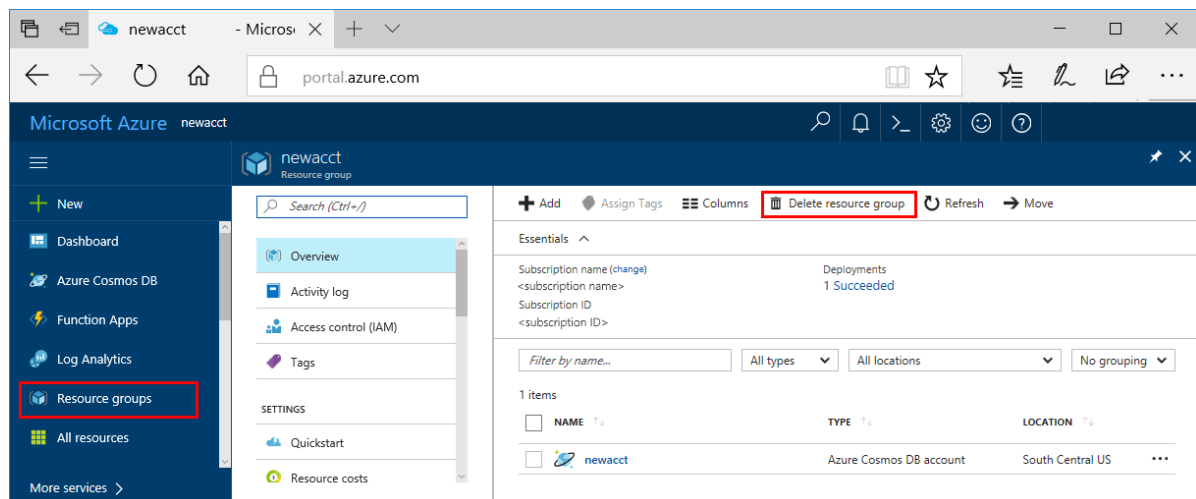 newacct - Microsc
portal.azure.com
Microsoft Azure newacct
newacct
Resource group
New
Dashboard
Azure Cosmos DB
Function Apps
Log Analytics
Resource groups
All resources
More services >
Search (Ctrl+/)
Overview
Activity log
Access control (IAM)
Tags
SETTINGS
Quickstart
Resource costs
Add Assign Tags Columns Delete resource group Refresh Move
Essentials
Subscription name (change)
<subscription name>
Subscription ID
<subscription ID>
Deployments
1 Succeeded
Filter by name... All types All locations No grouping
1 items
NAME TYPE LOCATION
newacct Azure Cosmos DB account South Central US ...